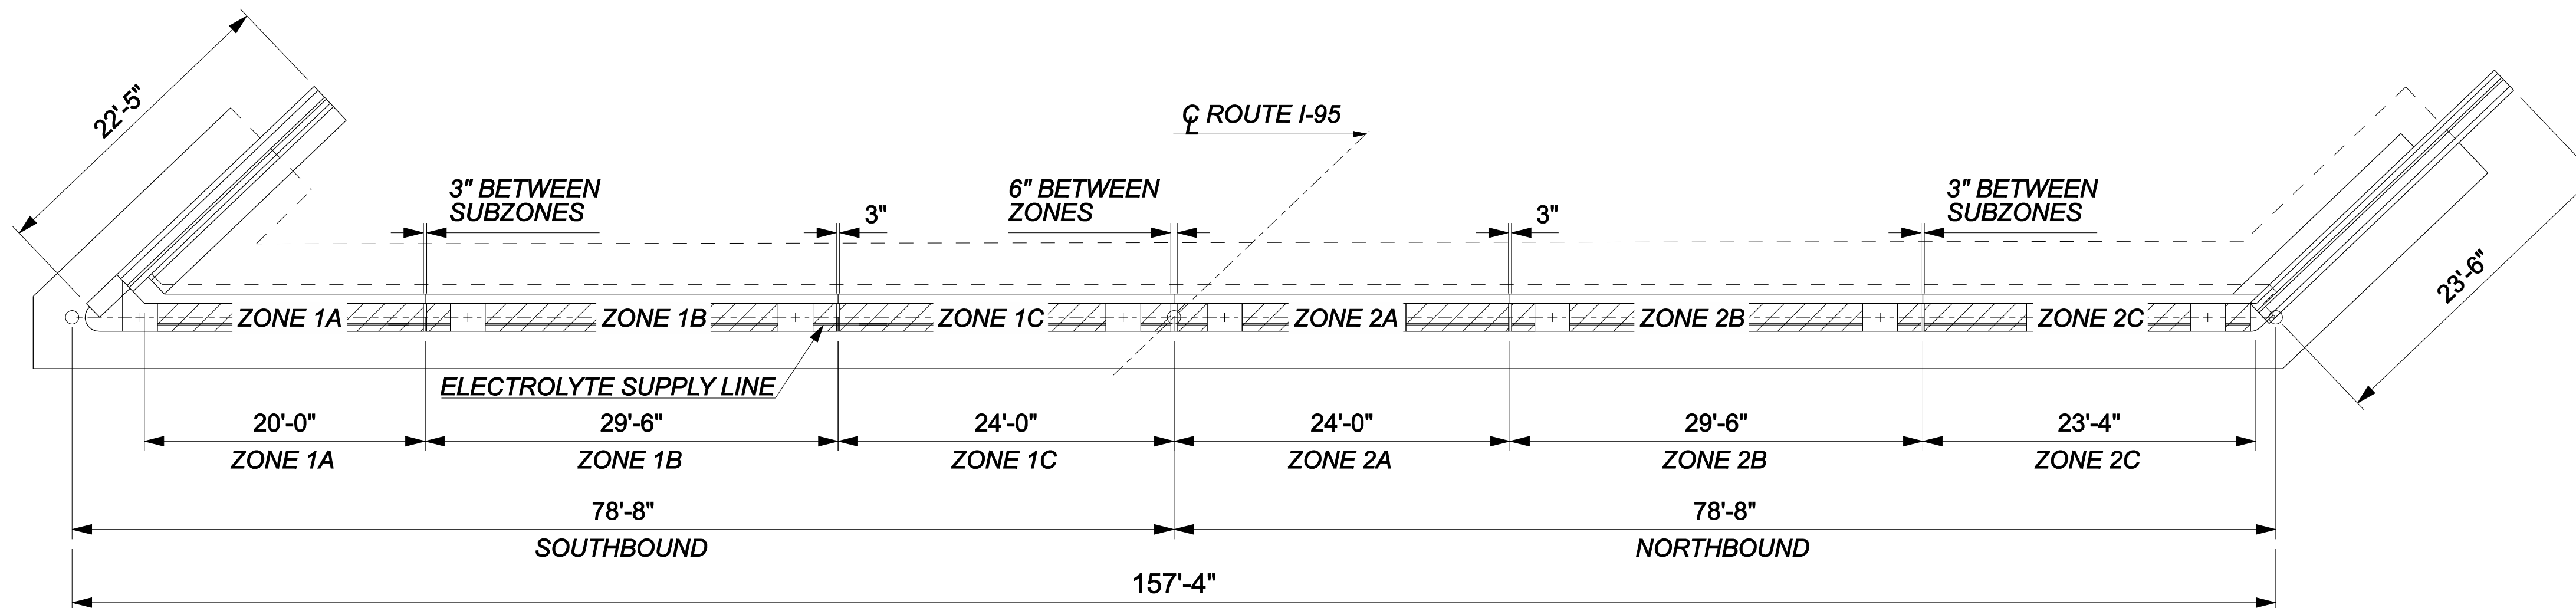 22'-5"
℄ ROUTE I-95
3" BETWEEN
SUBZONES
3"
6" BETWEEN
ZONES
3"
3" BETWEEN
SUBZONES
23'-6"
ZONE 1A
ZONE 1B
ZONE 1C
ZONE 2A
ZONE 2B
ZONE 2C
ELECTROLYTE SUPPLY LINE
20'-0"
29'-6"
24'-0"
24'-0"
29'-6"
23'-4"
ZONE 1A
ZONE 1B
ZONE 1C
ZONE 2A
ZONE 2B
ZONE 2C
78'-8"
78'-8"
SOUTHBOUND
NORTHBOUND
157'-4"